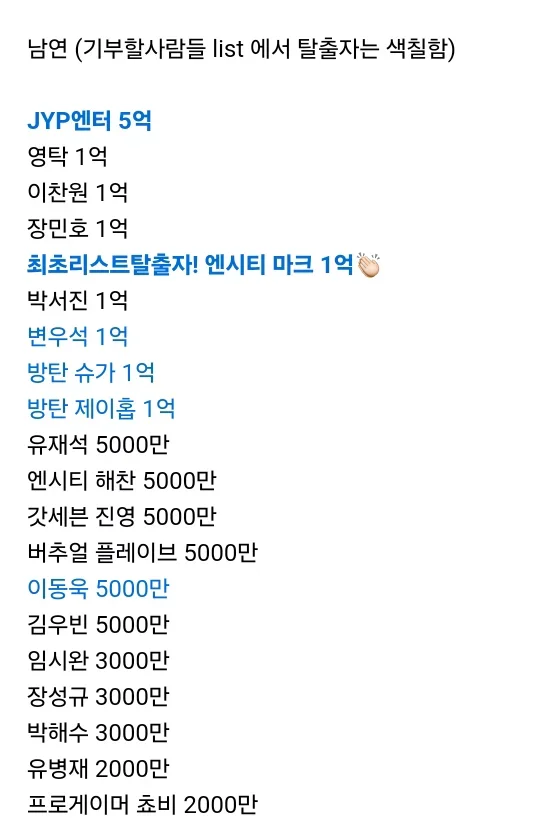 남연 (기부할사람들 list 에서 탈출자는 색칠함)
JYP엔터 5억
영탁 1억
이찬원 1억
장민호 1억
최초리스트탈출자! 엔시티 마크 1억👏🏻
박서진 1억
변우석 1억
방탄 슈가 1억
방탄 제이홉 1억
유재석 5000만
엔시티 해찬 5000만
갓세븐 진영 5000만
버추얼 플레이브 5000만
이동욱 5000만
김우빈 5000만
임시완 3000만
장성규 3000만
박해수 3000만
유병재 2000만
프로게이머 쵸비 2000만